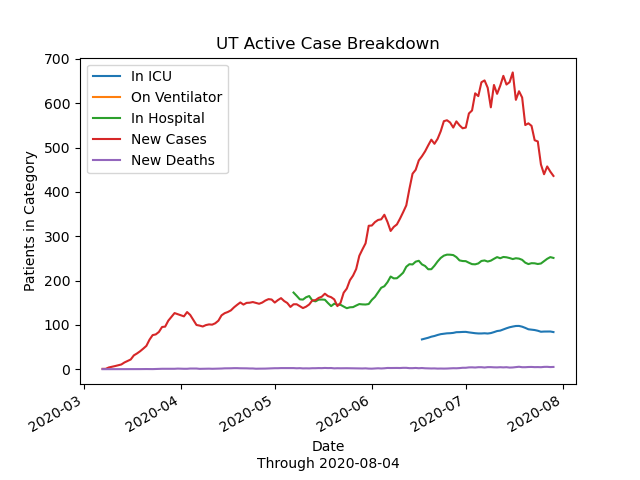 UT Active Case Breakdown
In ICU
On Ventilator
In Hospital
New Cases
New Deaths
Patients in Category
700
600
500
400
300
200
100
0
2020-03
2020-04
2020-05
2020-06
2020-07
2020-08
Date
Through 2020-08-04